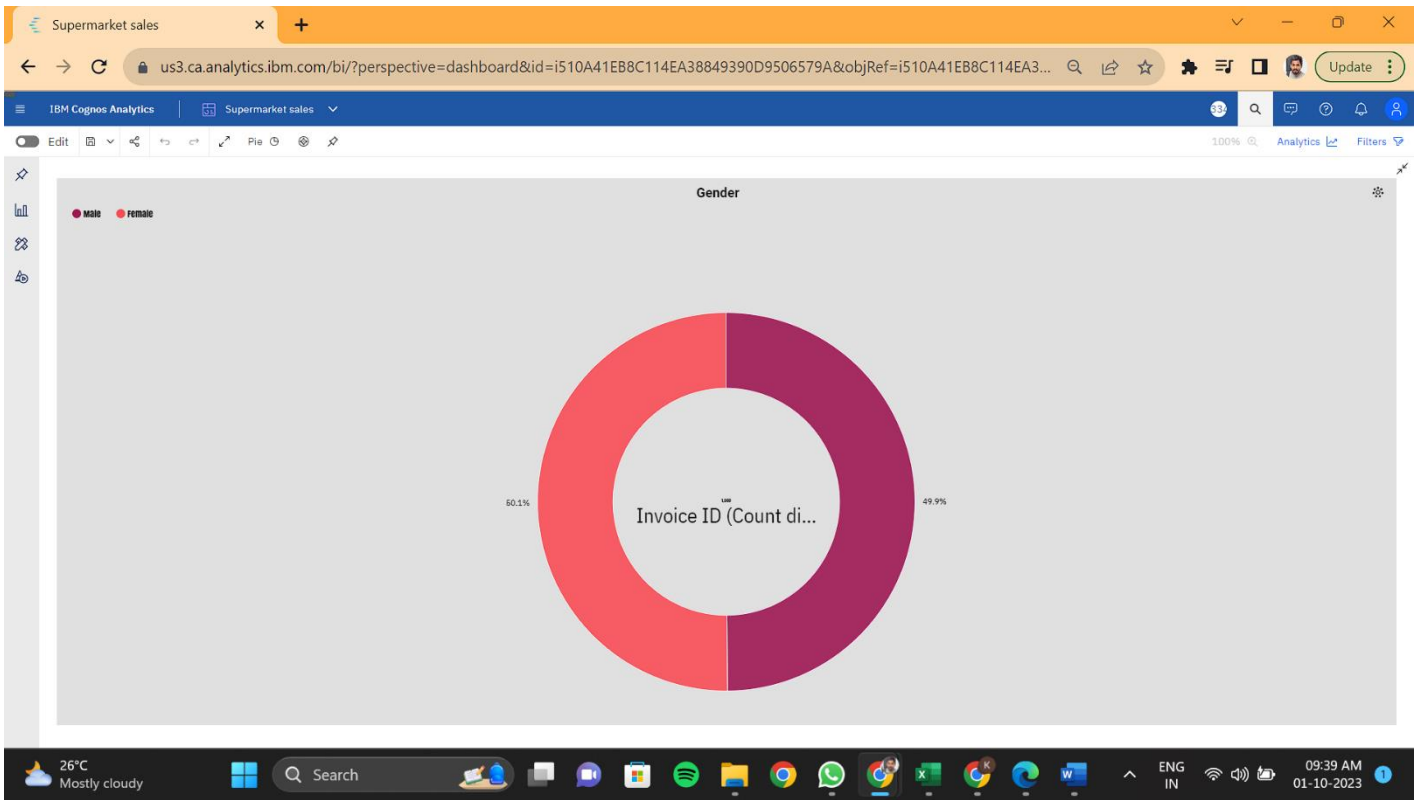 Supermarket sales
us3.ca.analytics.ibm.com/bi/?perspective=dashboard&id=i510A41EB8C114EA38849390D9506579A&objRef=i510A41EB8C114EA3...
Update
IBM Cognos Analytics
Supermarket sales
Edit
Pie
100%
Analytics
Filters
Gender
Male
Female
60.1%
49.9%
Invoice ID (Count di...
26°C
Mostly cloudy
Search
ENG
IN
09:39 AM
01-10-2023
1